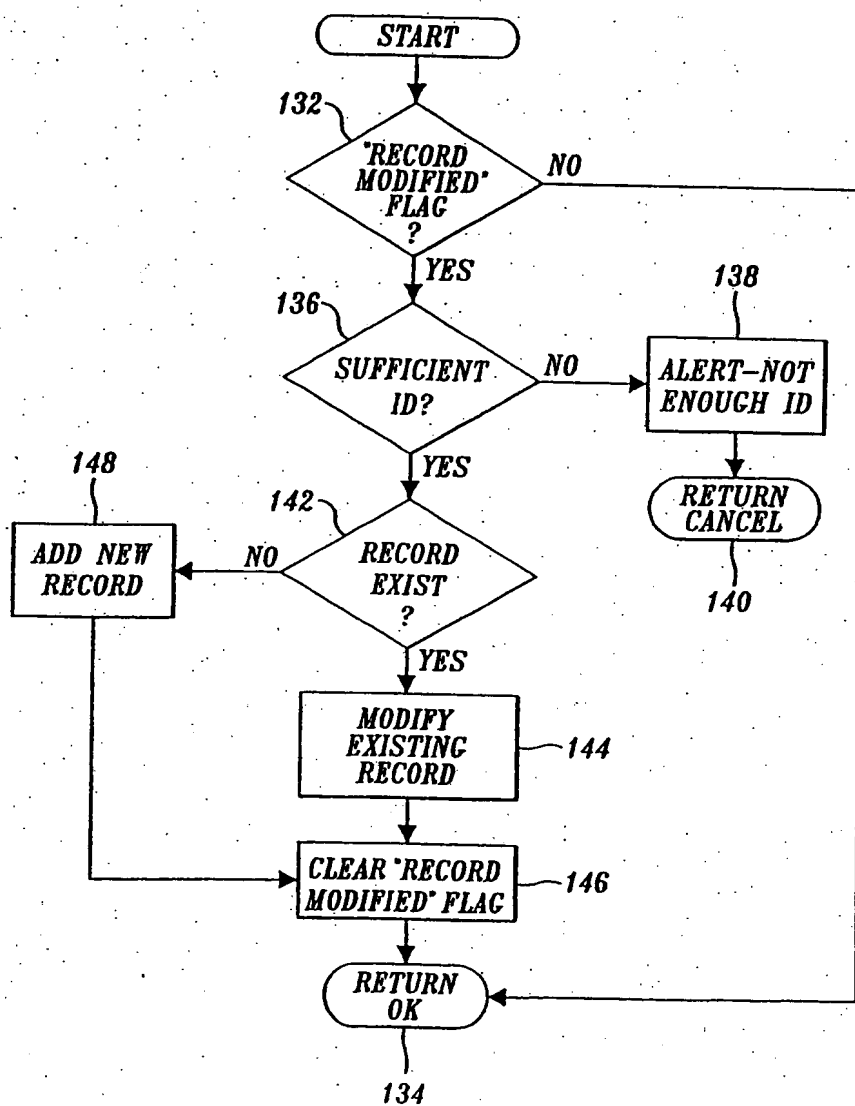 START
132
"RECORD
MODIFIED"
FLAG
?
NO
YES
136
SUFFICIENT
ID?
NO
138
ALERT-NOT
ENOUGH ID
YES
RETURN
CANCEL
140
148
ADD NEW
RECORD
NO
142
RECORD
EXIST
?
YES
MODIFY
EXISTING
RECORD
144
CLEAR "RECORD
MODIFIED" FLAG
146
RETURN
OK
134